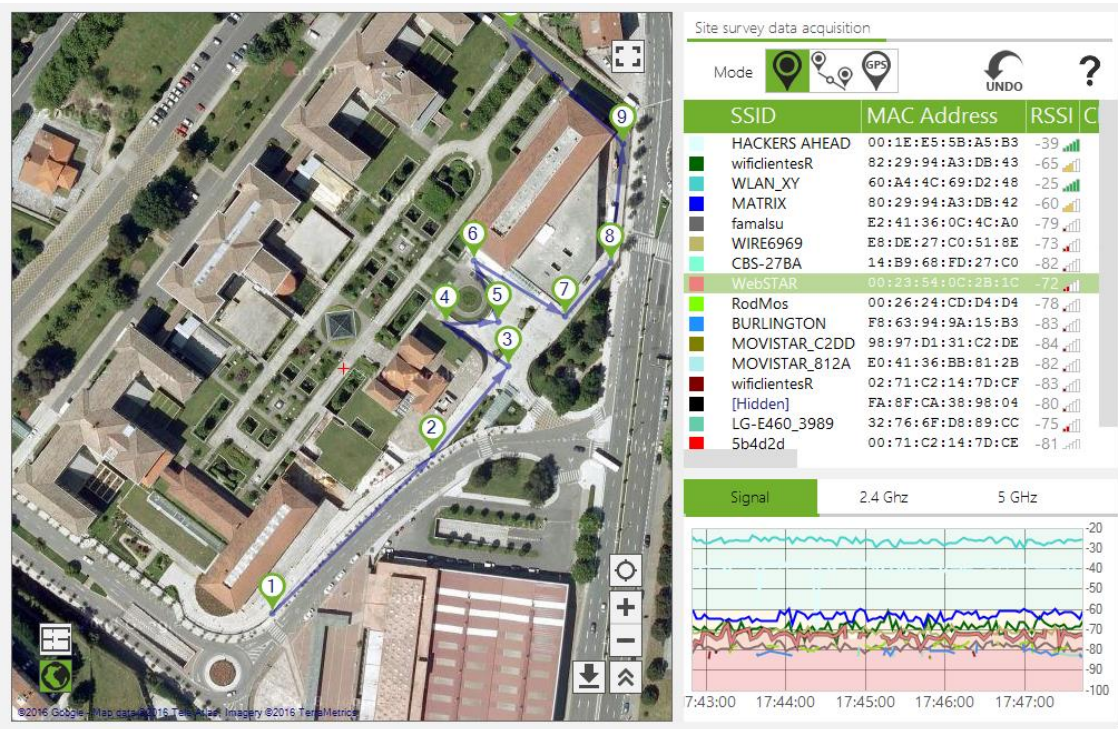 Site survey data acquisition
Mode
GPS
UNDO
?
SSID MAC Address RSSI
HACKERS AHEAD 00:1E:E5:5B:A5:B3 -39
wificlientesR 82:29:94:A3:DB:43 -65
WLAN_XY 60:A4:4C:69:D2:48 -25
MATRIX 80:29:94:A3:DB:42 -60
famalsu E2:41:36:0C:4C:A0 -79
WIRE6969 E8:DE:27:C0:51:8E -73
CBS-27BA 14:B9:68:FD:27:C0 -82
WebSTAR 00:23:54:0C:2B:1C -72
RodMos 00:26:24:CD:D4:D4 -78
BURLINGTON F8:63:94:9A:15:B3 -83
MOVISTAR_C2DD 98:97:D1:31:C2:DE -84
MOVISTAR_812A E0:41:36:BB:81:2B -82
wificlientesR 02:71:C2:14:7D:CF -83
[Hidden] FA:8F:CA:38:98:04 -80
LG-E460_3989 32:76:6F:D8:89:CC -75
5b4d2d 00:71:C2:14:7D:CE -81
Signal 2.4 Ghz 5 GHz
-20
-30
-40
-50
-60
-70
-80
-90
-100
17:43:00 17:44:00 17:45:00 17:46:00 17:47:00
9
8
6
7
5
4
3
2
1
©2016 Google - Map data ©2016 Tele Atlas, Imagery ©2016 TerraMetrics